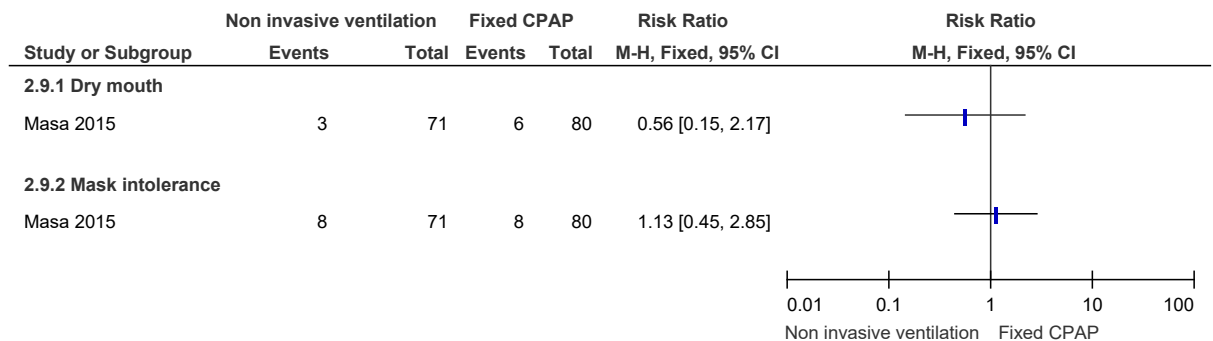 Non invasive ventilation Fixed CPAP Risk Ratio Risk Ratio
Study or Subgroup Events Total Events Total M-H, Fixed, 95% CI M-H, Fixed, 95% CI
2.9.1 Dry mouth
Masa 2015 3 71 6 80 0.56 [0.15, 2.17]
2.9.2 Mask intolerance
Masa 2015 8 71 8 80 1.13 [0.45, 2.85]
0.01 0.1 1 10 100
Non invasive ventilation Fixed CPAP